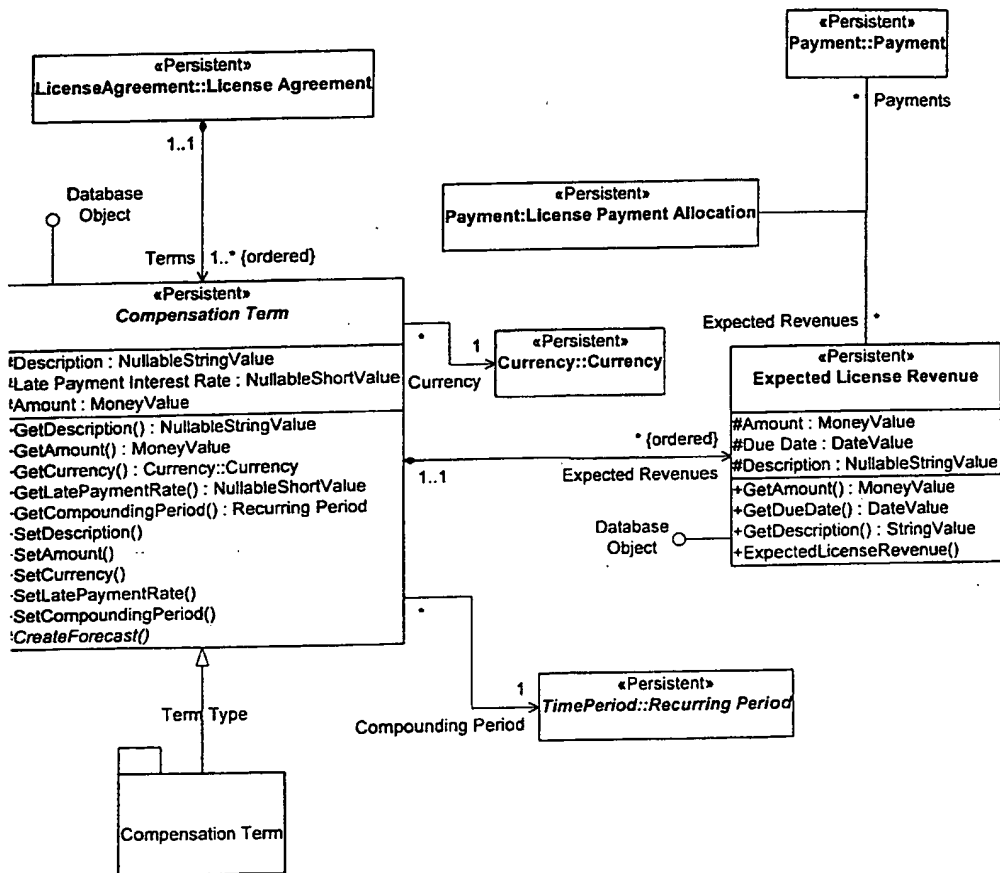 «Persistent»
LicenseAgreement::License Agreement
1..1
Database
Object
Terms 1..* {ordered}
«Persistent»
Payment::Payment
* Payments
«Persistent»
Payment:License Payment Allocation
Expected Revenues *
«Persistent»
Compensation Term
Description : NullableStringValue
Late Payment Interest Rate : NullableShortValue
Amount : MoneyValue
-GetDescription() : NullableStringValue
-GetAmount() : MoneyValue
-GetCurrency() : Currency::Currency
-GetLatePaymentRate() : NullableShortValue
-GetCompoundingPeriod() : Recurring Period
-SetDescription()
-SetAmount()
-SetCurrency()
-SetLatePaymentRate()
-SetCompoundingPeriod()
CreateForecast()
* 1
Currency
«Persistent»
Currency::Currency
* {ordered}
1..1 Expected Revenues
«Persistent»
Expected License Revenue
#Amount : MoneyValue
#Due Date : DateValue
#Description : NullableStringValue
+GetAmount() : MoneyValue
+GetDueDate() : DateValue
+GetDescription() : StringValue
+ExpectedLicenseRevenue()
Database
Object
* 1
Compounding Period
«Persistent»
TimePeriod::Recurring Period
Term Type
Compensation Term